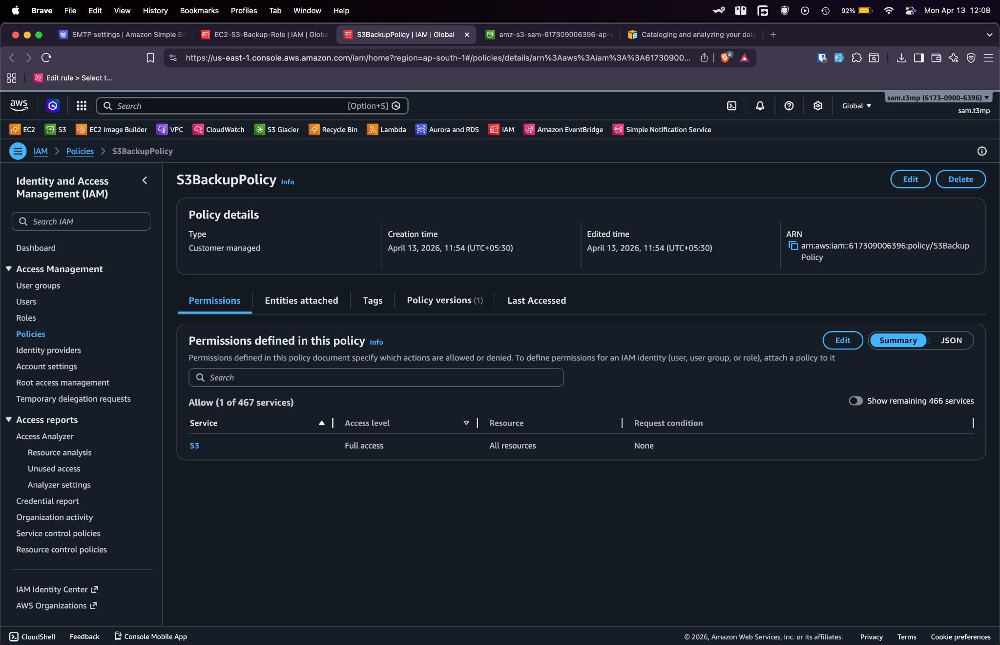 Brave File Edit View History Bookmarks Profiles Tab Window Help 92% Mon Apr 13 12:08
SMTP settings | Amazon Simple Em
EC2-S3-Backup-Role | IAM | Globa
S3BackupPolicy | IAM | Global
amz-s3-sam-617309006396-ap-s
Cataloging and analyzing your data
https://us-east-1.console.aws.amazon.com/iam/home?region=ap-south-1#/policies/details/arn%3Aaws%3Aiam%3A%3A61730900... 4
Edit rule > Select t...
aws Search [Option+S] Global sam.t3mp (6173-0900-6396)
sam.t3mp
EC2 S3 EC2 Image Builder VPC CloudWatch S3 Glacier Recycle Bin Lambda Aurora and RDS IAM Amazon EventBridge Simple Notification Service
IAM Policies S3BackupPolicy
Identity and Access Management (IAM)
Search IAM
Dashboard
Access Management
User groups
Users
Roles
Policies
Identity providers
Account settings
Root access management
Temporary delegation requests
Access reports
Access Analyzer
Resource analysis
Unused access
Analyzer settings
Credential report
Organization activity
Service control policies
Resource control policies
IAM Identity Center
AWS Organizations
S3BackupPolicy Info
Edit Delete
Policy details
Type
Customer managed
Creation time
April 13, 2026, 11:54 (UTC+05:30)
Edited time
April 13, 2026, 11:54 (UTC+05:30)
ARN
arn:aws:iam::617309006396:policy/S3Backup
Policy
Permissions Entities attached Tags Policy versions (1) Last Accessed
Permissions defined in this policy Info
Edit Summary JSON
Permissions defined in this policy document specify which actions are allowed or denied. To define permissions for an IAM identity (user, user group, or role), attach a policy to it
Search
Allow (1 of 467 services)
Show remaining 466 services
Service Access level Resource Request condition
S3 Full access All resources None
CloudShell Feedback Console Mobile App © 2026, Amazon Web Services, Inc. or its affiliates. Privacy Terms Cookie preferences